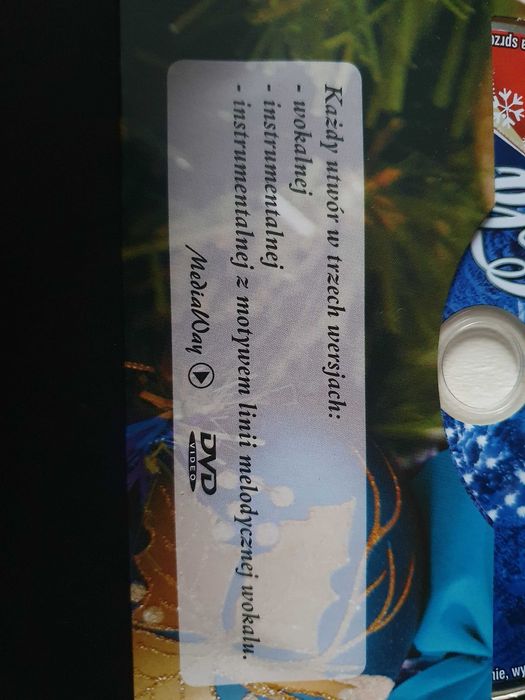 Każdy utwór w trzech wersjach:
- wokalnej
- instrumentalnej
- instrumentalnej z motywem linii melodycznej wokalu.
MediaWay
DVD
VIDEO